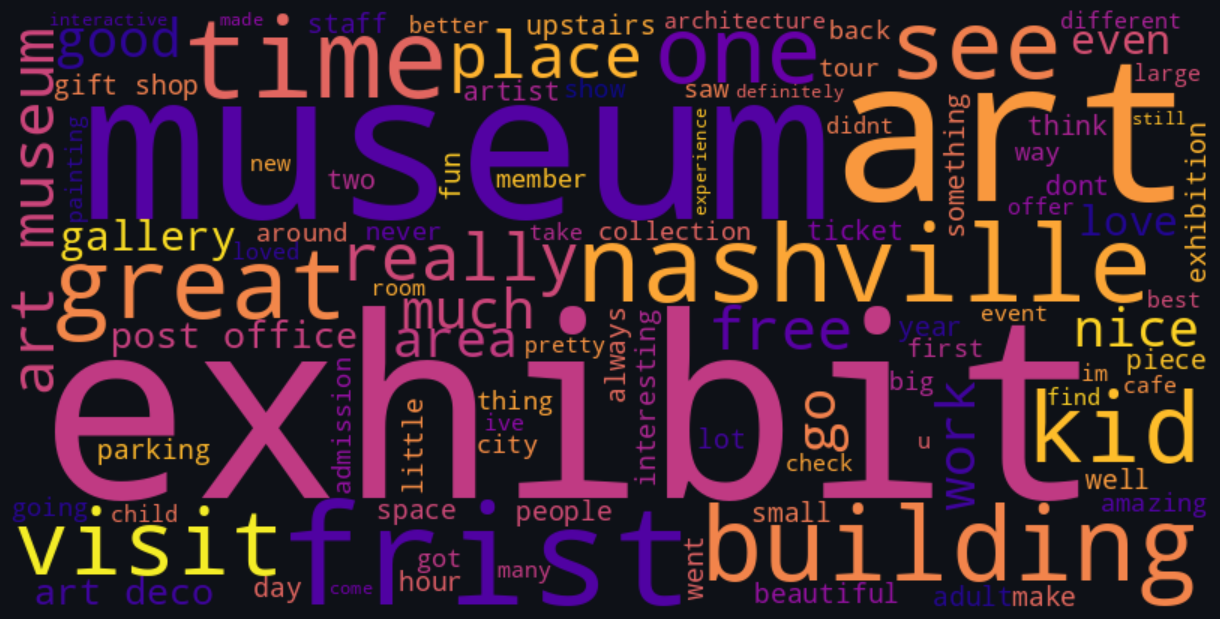 interactive
made
staff
better
upstairs
architecture
back
different
good
time
place
one
see
even
gift shop
artist
show
tour
saw
definitely
large
art museum
museum
art
painting
new
two
fun
member
experience
didnt
something
think
still
way
dont
exhibition
offer
love
gallery
around
never
loved
really
take
collection
ticket
nashville
great
room
much
best
post office
area
pretty
always
interesting
free
year
event
nice
first
piece
exhibit
admission
little
thing
ive
city
lot
go
check
big
u
work
im
cafe
find
kid
parking
well
amazing
going
child
visit
frist
space
people
small
building
got
hour
many
went
art deco
day
come
beautiful
adult
make